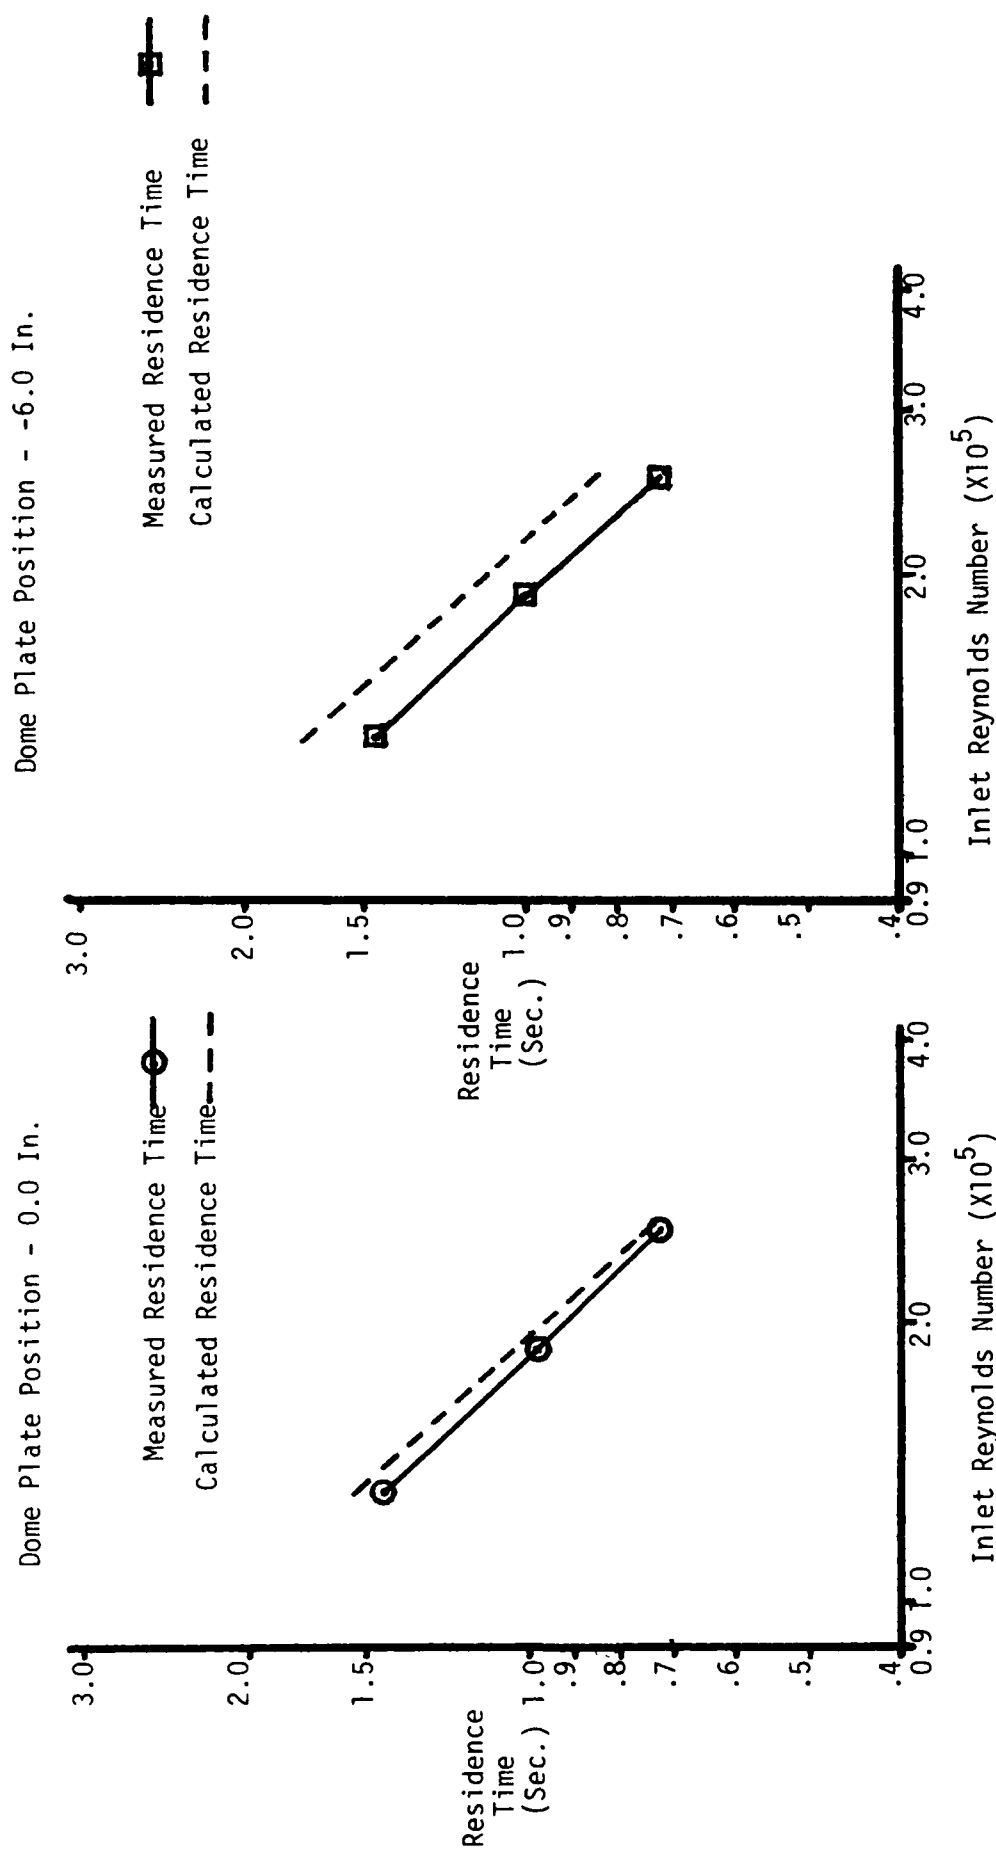 Dome Plate Position - 0.0 In.
Measured Residence Time
Calculated Residence Time
3.0
2.0
1.5
1.0
.9
.8
.7
.6
.5
.4
Residence
Time
(Sec.)
0.9
1.0
2.0
3.0
4.0
Inlet Reynolds Number (X10⁵)
Dome Plate Position - -6.0 In.
Measured Residence Time
Calculated Residence Time
3.0
2.0
1.5
1.0
.9
.8
.7
.6
.5
.4
Residence
Time
(Sec.)
0.9
1.0
2.0
3.0
4.0
Inlet Reynolds Number (X10⁵)